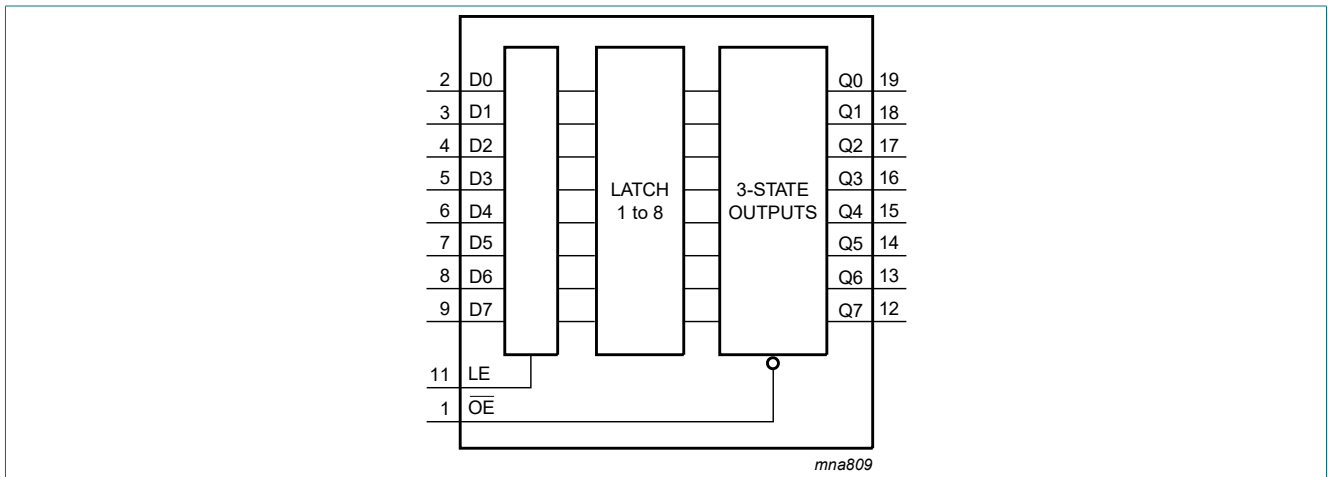 2 D0 Q0 19
3 D1 Q1 18
4 D2 Q2 17
5 D3 Q3 16
LATCH 3-STATE
1 to 8 OUTPUTS
6 D4 Q4 15
7 D5 Q5 14
8 D6 Q6 13
9 D7 Q7 12
11 LE
1 O̅E̅
mna809